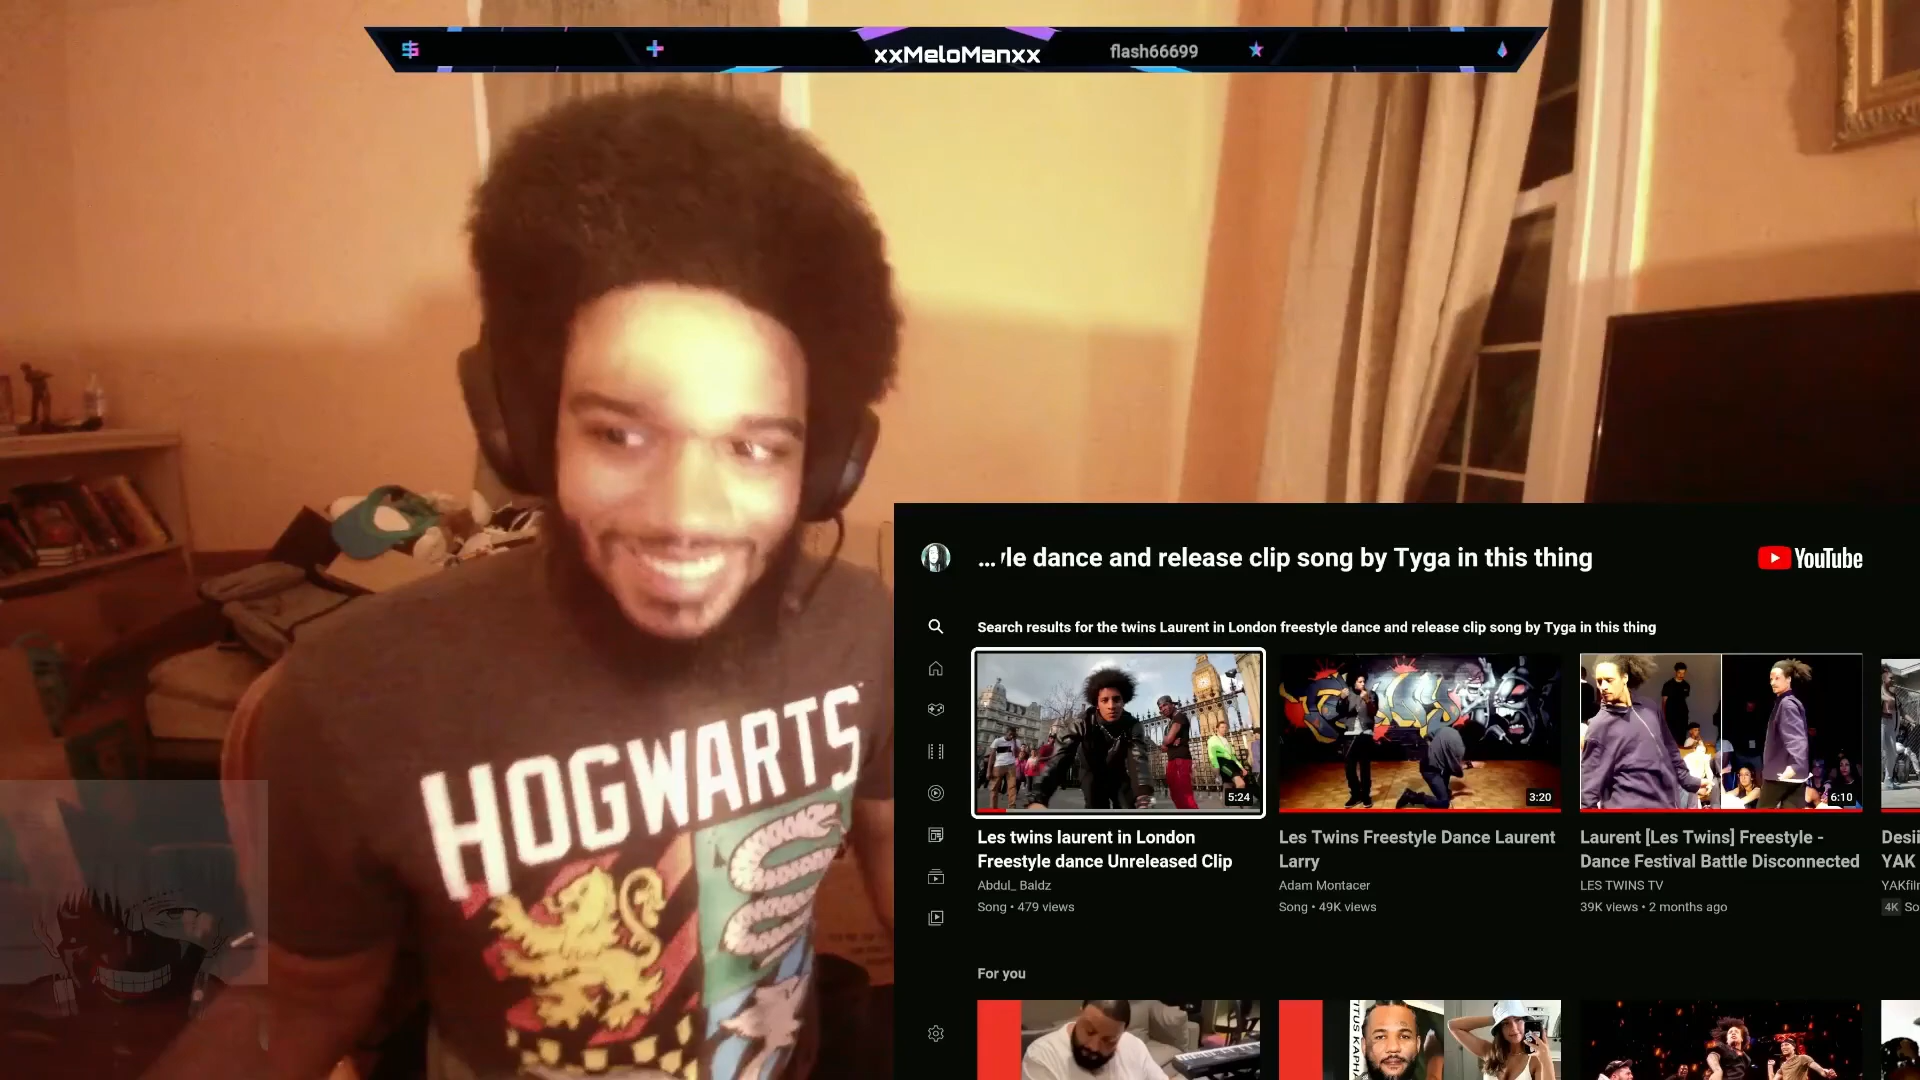 xxMeloManxx
flash66699
HOGWARTS
... le dance and release clip song by Tyga in this thing
YouTube
Search results for the twins Laurent in London freestyle dance and release clip song by Tyga in this thing
5:24
3:20
6:10
Les twins laurent in London
Freestyle dance Unreleased Clip
Abdul_ Baldz
Song • 479 views
Les Twins Freestyle Dance Laurent
Larry
Adam Montacer
Song • 49K views
Laurent [Les Twins] Freestyle -
Dance Festival Battle Disconnected
LES TWINS TV
39K views • 2 months ago
YAK
4K
For you